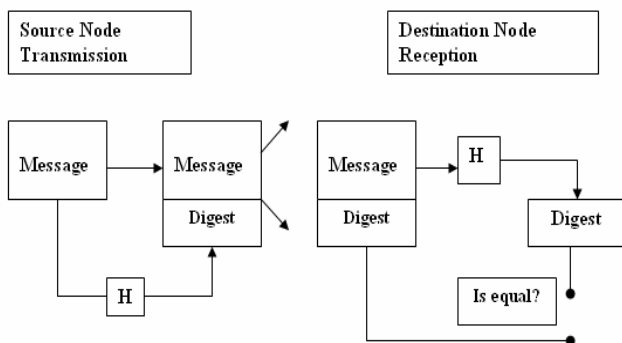 Source Node
Transmission
Destination Node
Reception
Message
Message
Digest
H
Message
Digest
H
Digest
Is equal?